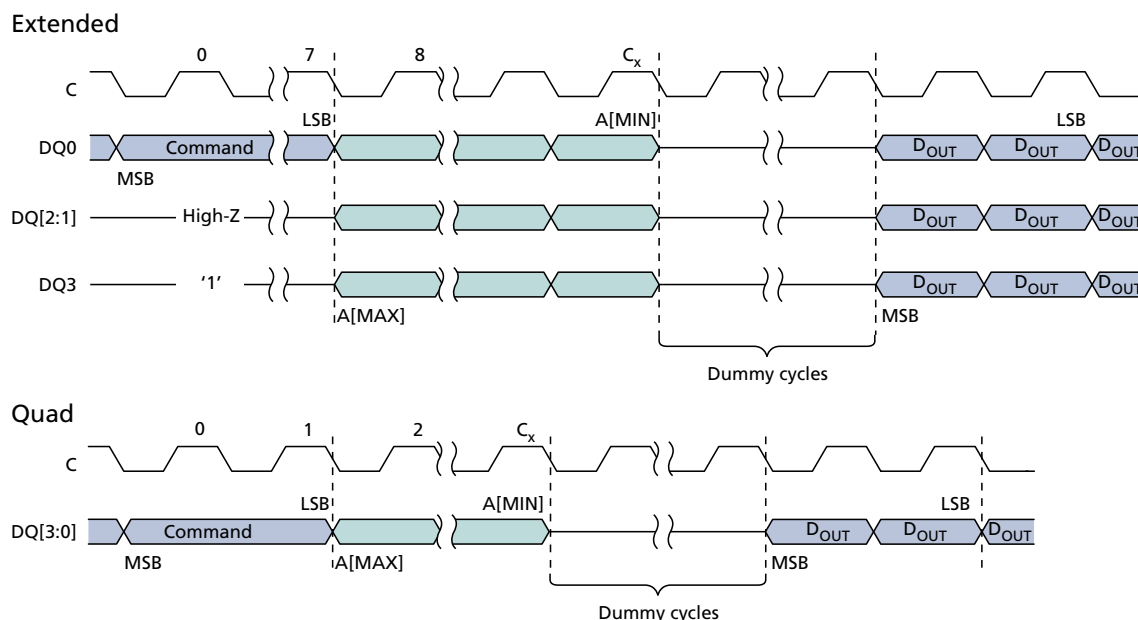 Extended
0 7 8 Cx
C
LSB A[MIN] LSB
DQ0 Command DOUT DOUT DOUT
MSB
DQ[2:1] High-Z DOUT DOUT DOUT
DQ3 '1' DOUT DOUT DOUT
A[MAX] MSB
Dummy cycles
Quad
0 1 2 Cx
C
LSB A[MIN] LSB
DQ[3:0] Command DOUT DOUT DOUT
MSB A[MAX] MSB
Dummy cycles